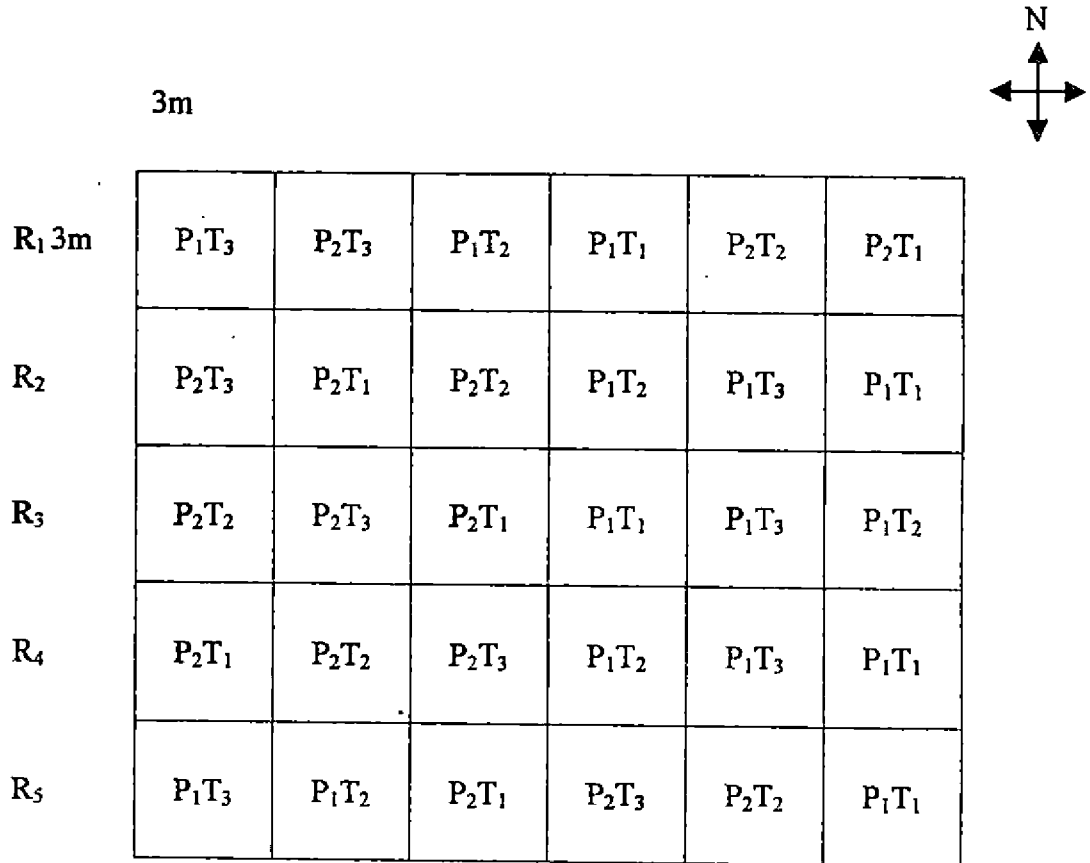 N
3m
R₁ 3m P₁T₃ P₂T₃ P₁T₂ P₁T₁ P₂T₂ P₂T₁
R₂ P₂T₃ P₂T₁ P₂T₂ P₁T₂ P₁T₃ P₁T₁
R₃ P₂T₂ P₂T₃ P₂T₁ P₁T₁ P₁T₃ P₁T₂
R₄ P₂T₁ P₂T₂ P₂T₃ P₁T₂ P₁T₃ P₁T₁
R₅ P₁T₃ P₁T₂ P₂T₁ P₂T₃ P₂T₂ P₁T₁